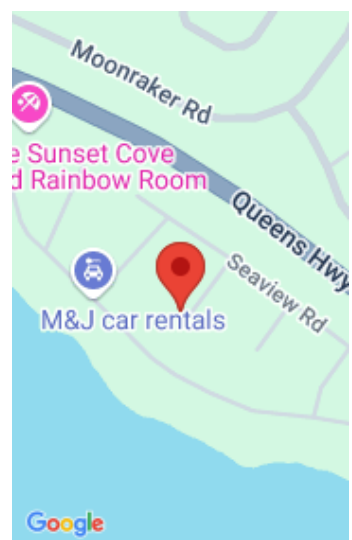 Moonraker Rd
e Sunset Cove
d Rainbow Room
Queens Hwy.
Seaview Rd
M&J car rentals
Google